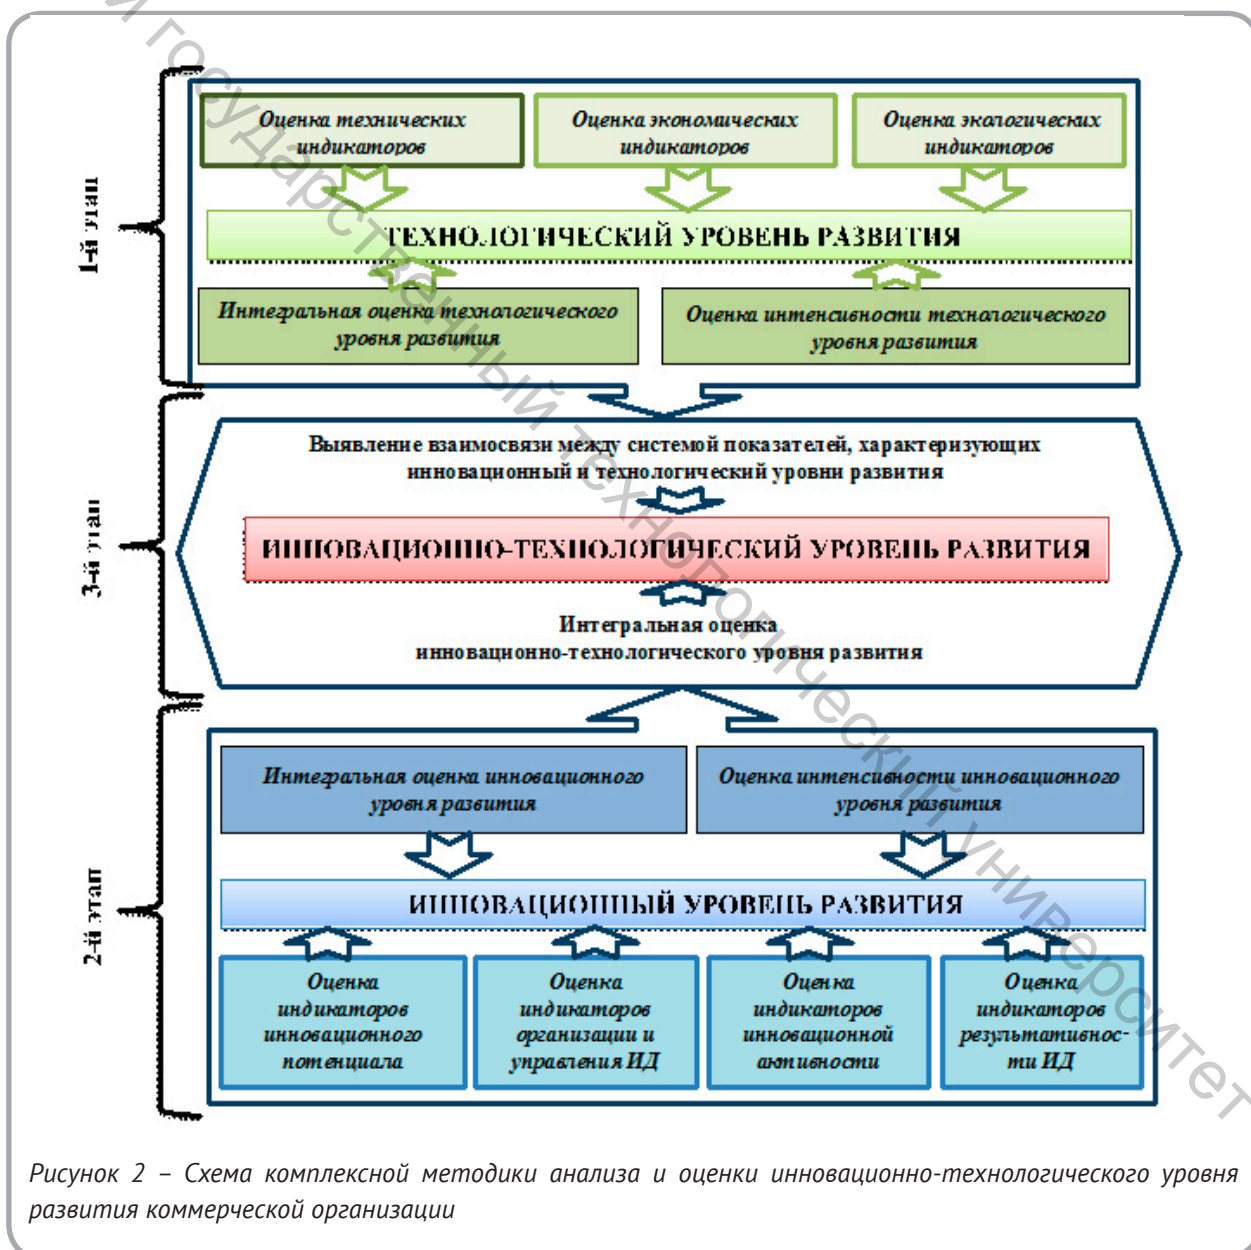 й государственный технологический университет
1-й этап
Оценка технических
индикаторов
Оценка экономических
индикаторов
Оценка экологических
индикаторов
ТЕХНОЛОГИЧЕСКИЙ УРОВЕНЬ РАЗВИТИЯ
Интегральная оценка технологического
уровня развития
Оценка интенсивности технологического
уровня развития
3-й этап
Выявление взаимосвязи между системой показателей, характеризующих
инновационный и технологический уровни развития
ИННОВАЦИОННО-ТЕХНОЛОГИЧЕСКИЙ УРОВЕНЬ РАЗВИТИЯ
Интегральная оценка
инновационно-технологического уровня развития
2-й этап
Интегральная оценка инновационного
уровня развития
Оценка интенсивности инновационного
уровня развития
ИННОВАЦИОННЫЙ УРОВЕНЬ РАЗВИТИЯ
Оценка
индикаторов
инновационного
потенциала
Оценка
индикаторов
организации и
управления ИД
Оценка
индикаторов
инновационной
активности
Оценка
индикаторов
результативнос-
ти ИД
Рисунок 2 – Схема комплексной методики анализа и оценки инновационно-технологического уровня
развития коммерческой организации